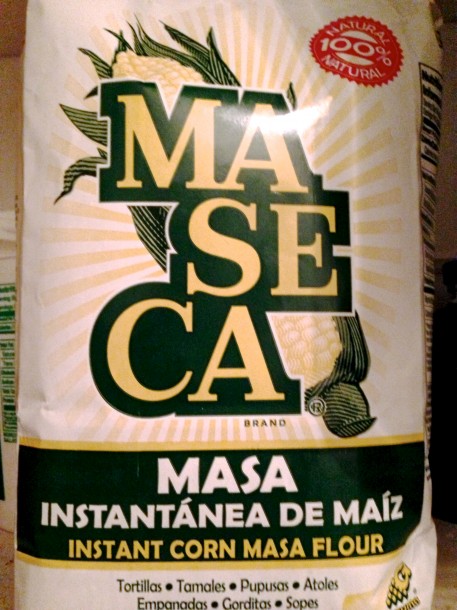 NATURAL
100%
NATURAL
MA
SE
CA
®
BRAND
MASA
INSTANTÁNEA DE MAÍZ
INSTANT CORN MASA FLOUR
Tortillas • Tamales • Pupusas • Atoles
Empanadas • Gorditas • Sopes